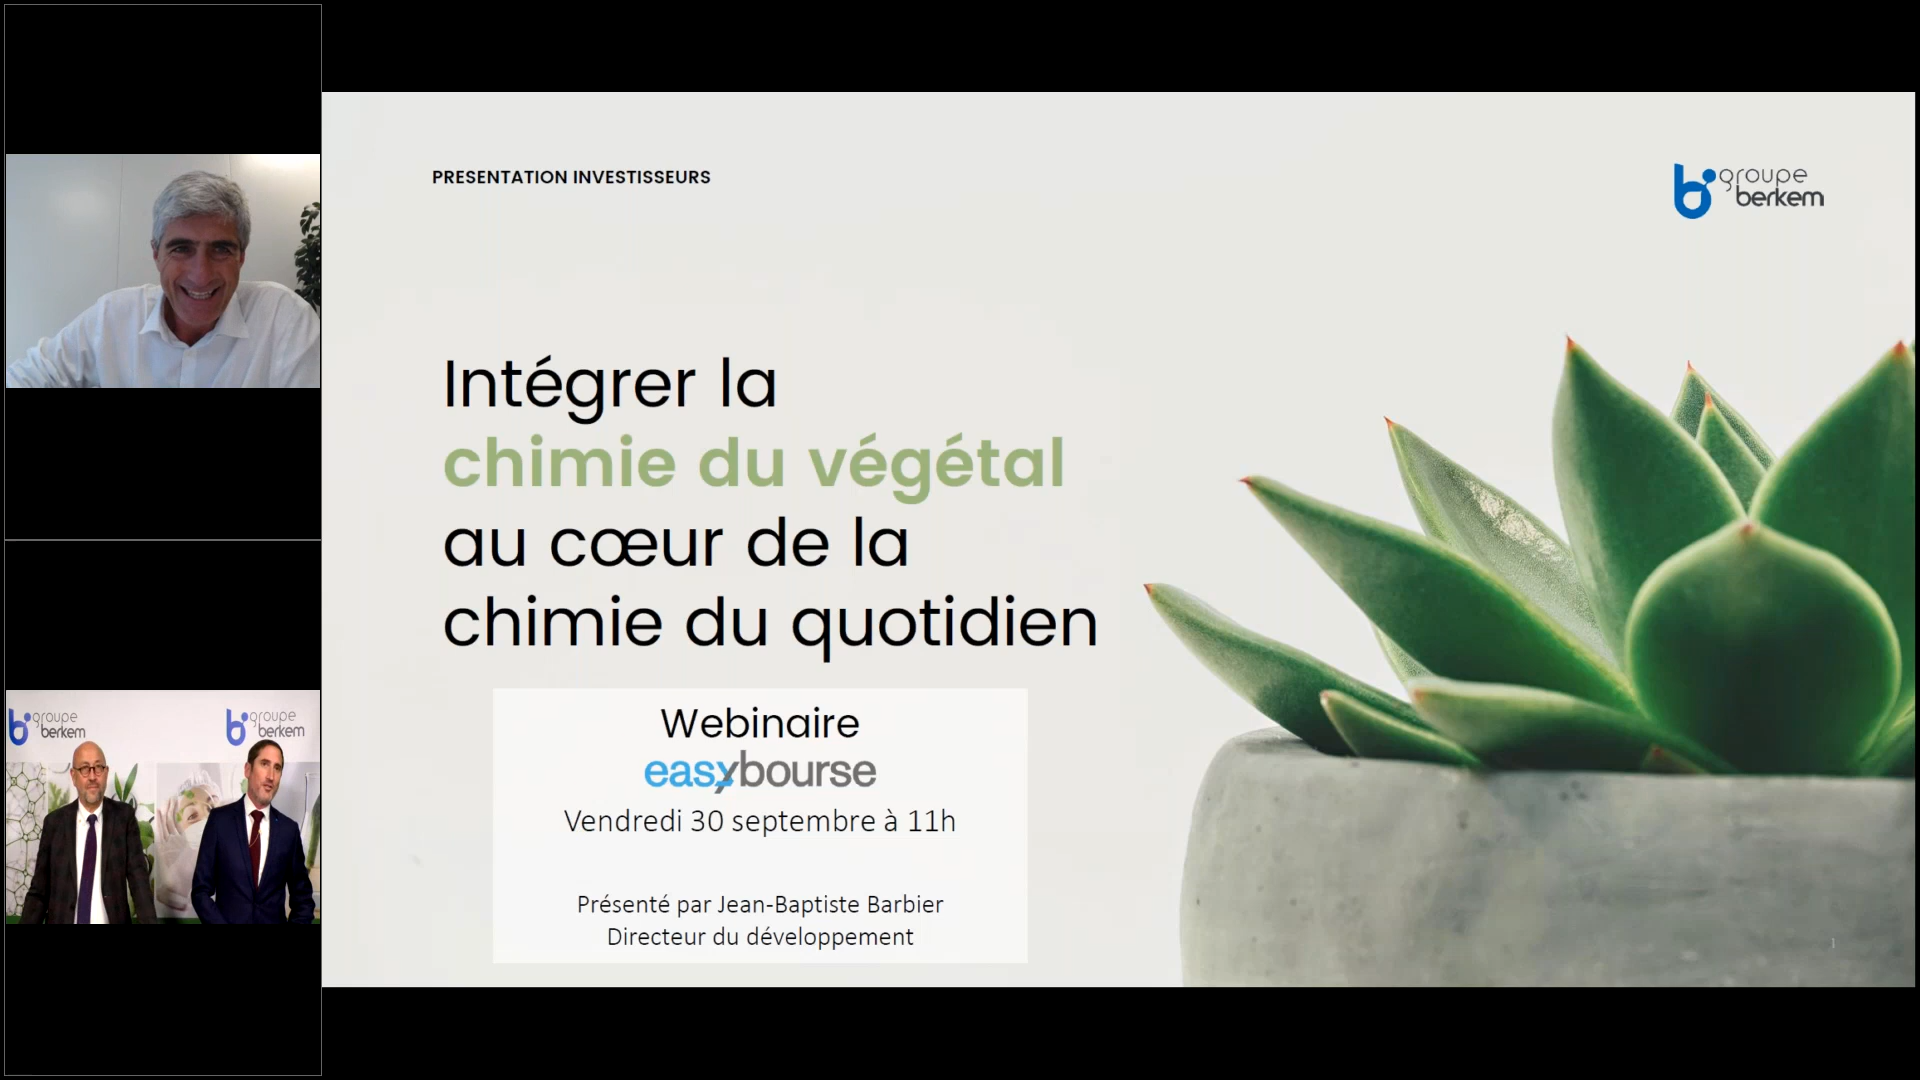 PRESENTATION INVESTISSEURS
groupe
berkem
Intégrer la
chimie du végétal
au cœur de la
chimie du quotidien
Webinaire
easybourse
Vendredi 30 septembre à 11h
Présenté par Jean-Baptiste Barbier
Directeur du développement
groupe
berkem
groupe
berkem